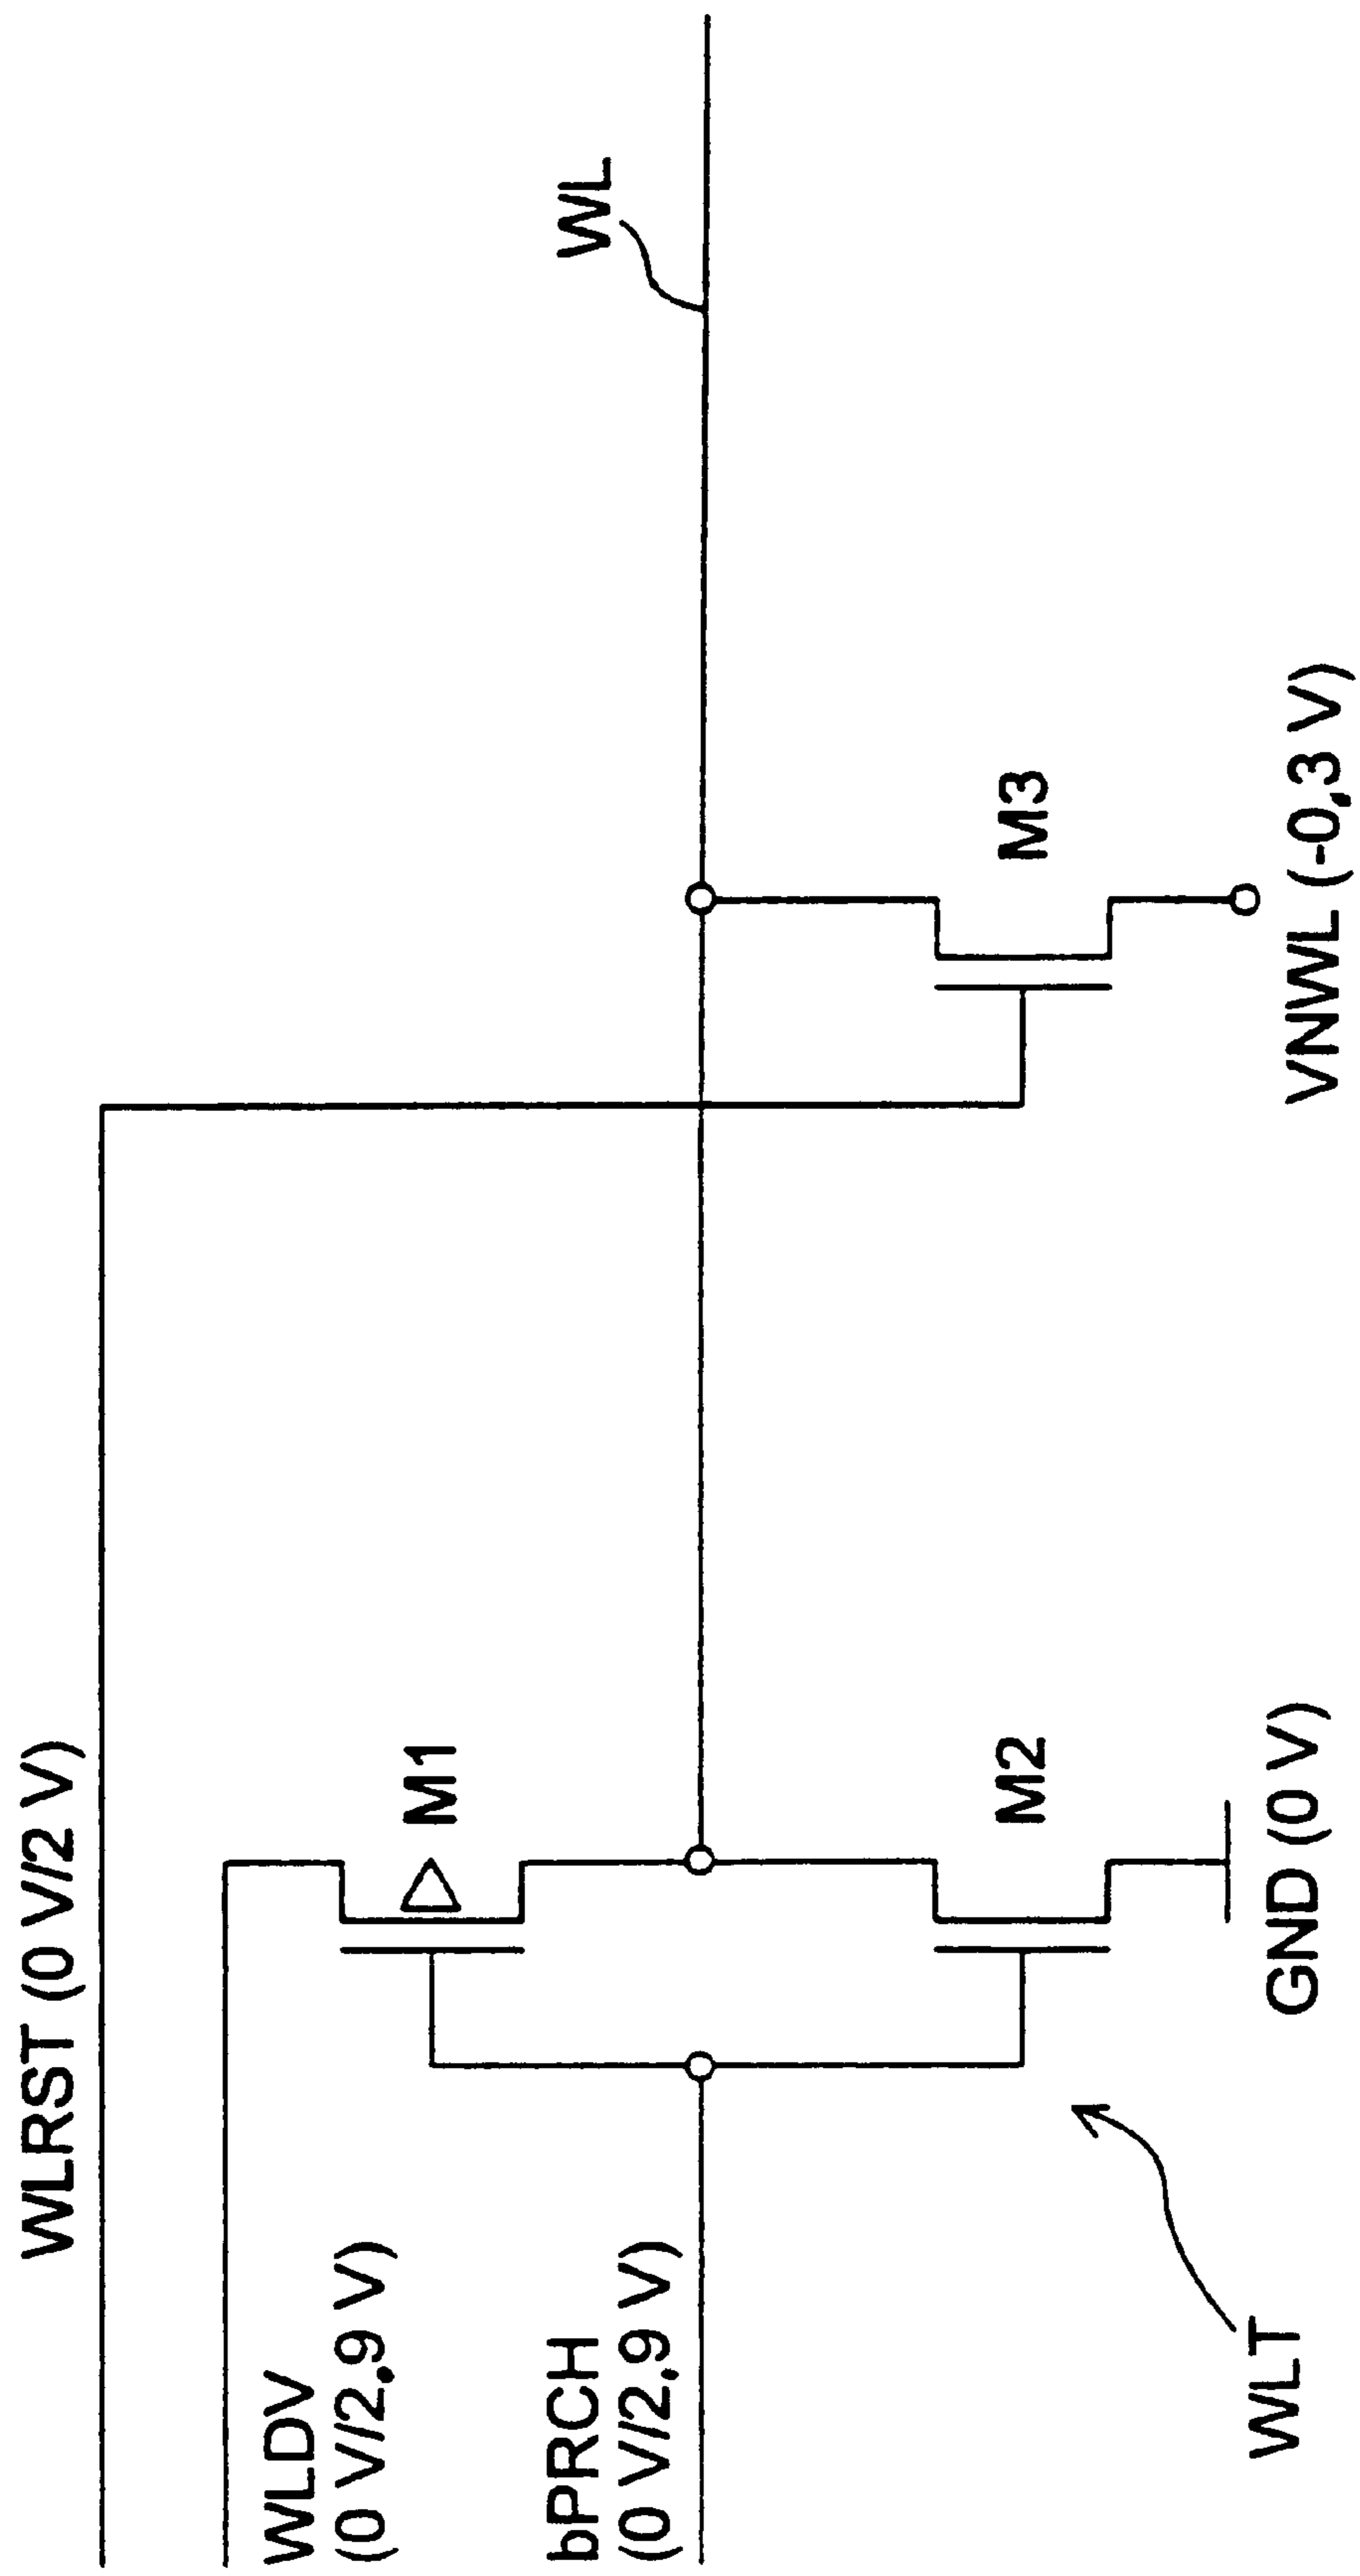 WLRST (0 V/2 V)
WLDV
(0 V/2.9 V)
bPRCH
(0 V/2.9 V)
M1
WL
M2
M3
GND (0 V)
VNWL (-0,3 V)
WLT